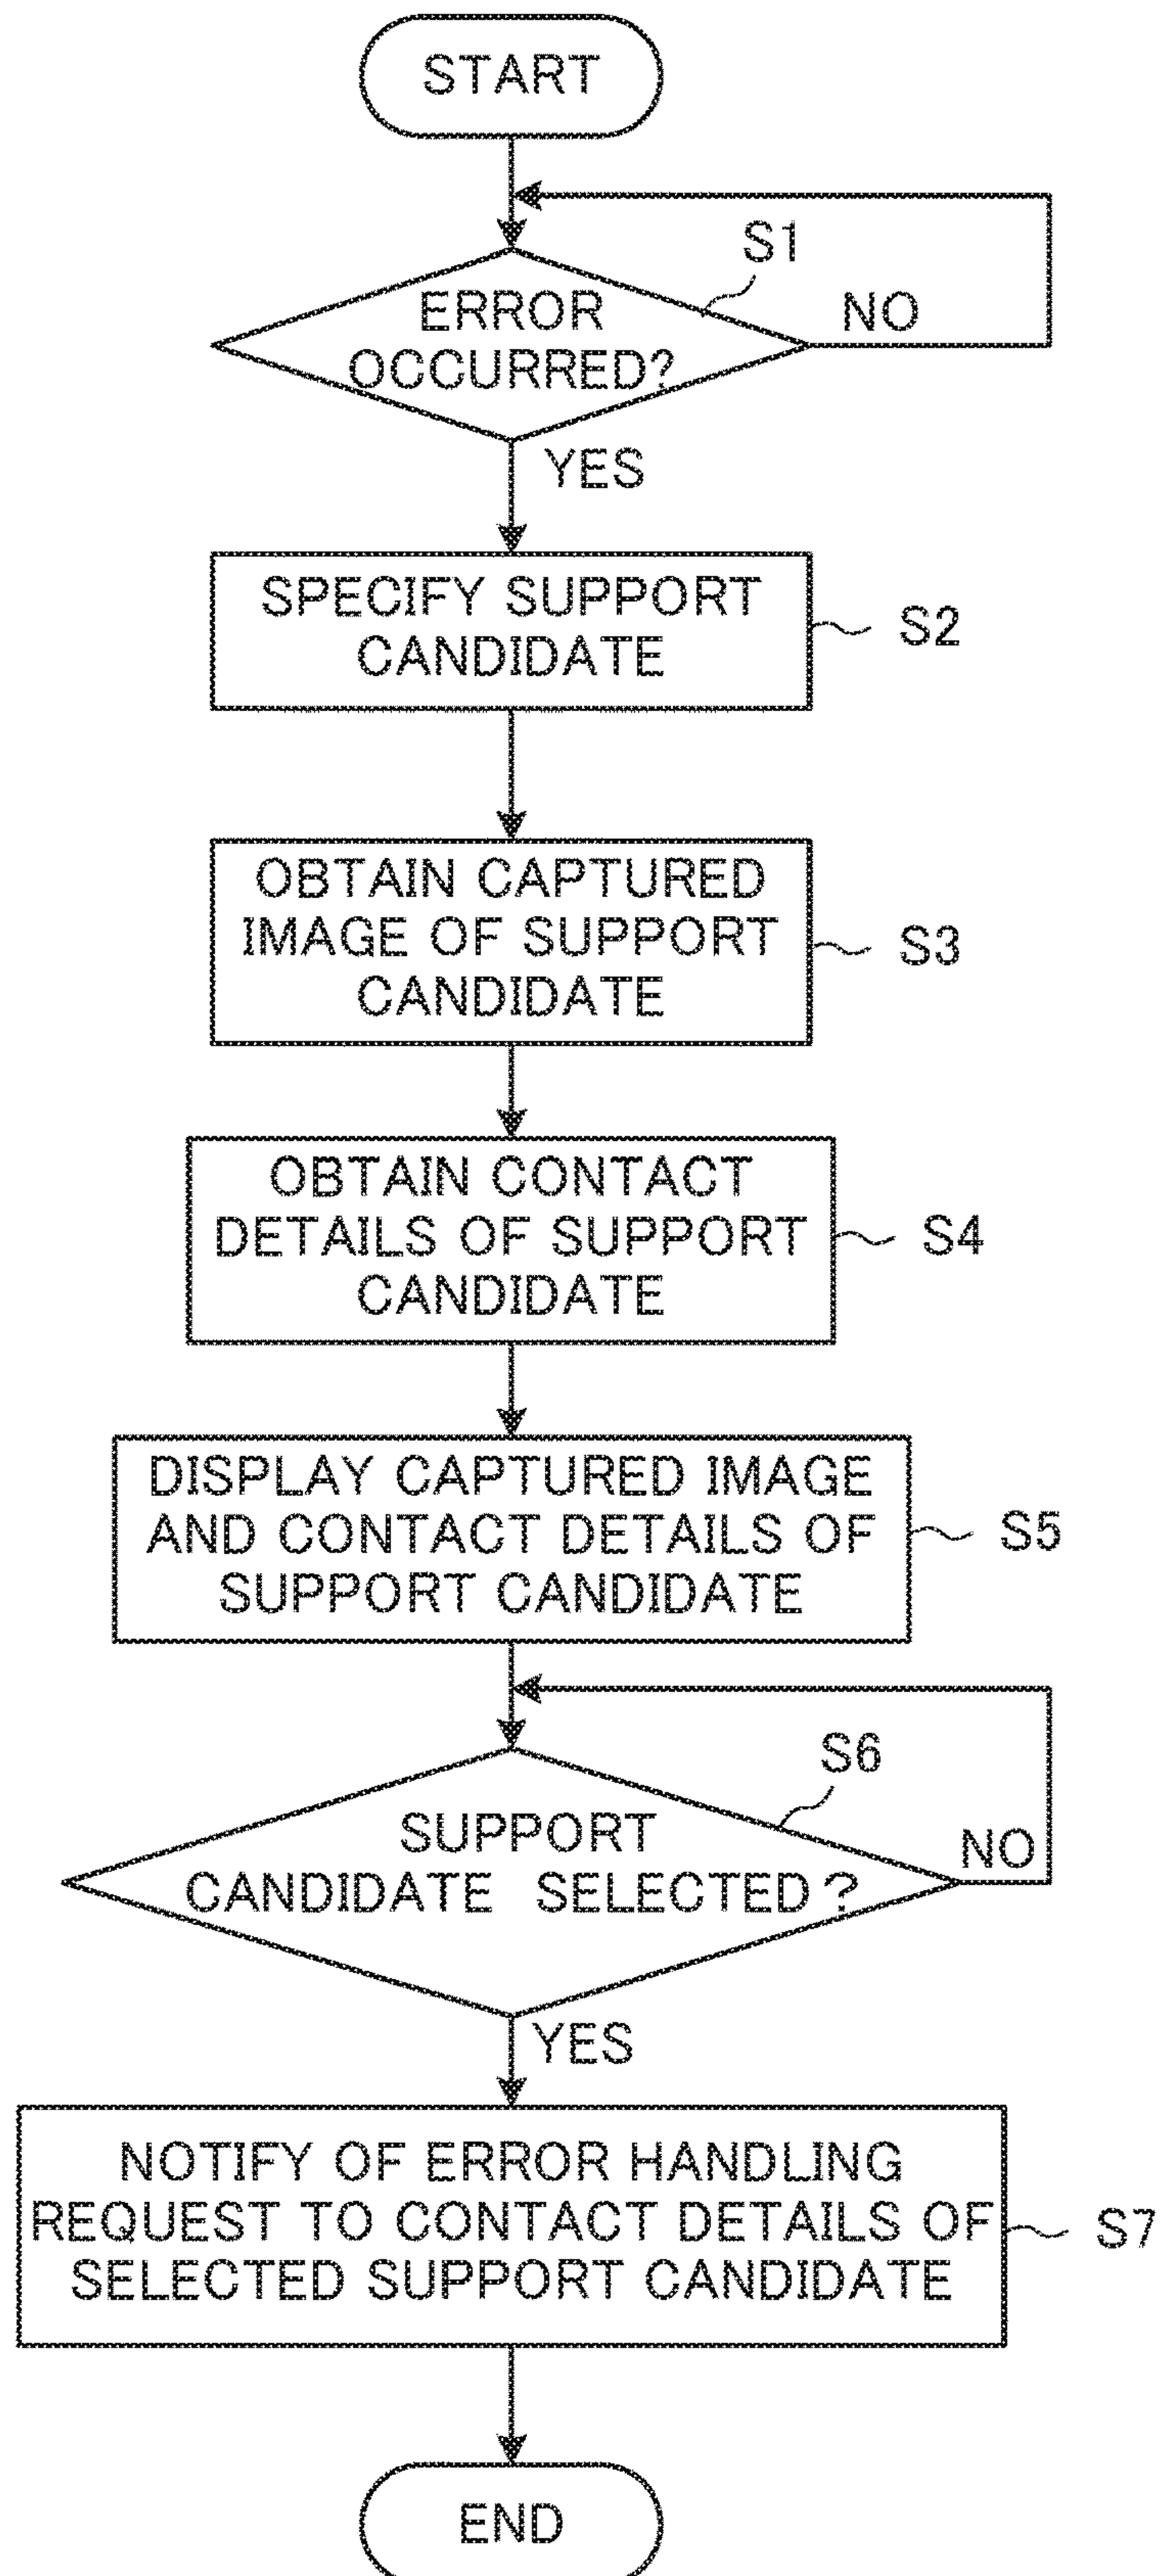 START
S1
ERROR
OCCURRED?
NO
YES
SPECIFY SUPPORT
CANDIDATE
S2
OBTAIN CAPTURED
IMAGE OF SUPPORT
CANDIDATE
S3
OBTAIN CONTACT
DETAILS OF SUPPORT
CANDIDATE
S4
DISPLAY CAPTURED IMAGE
AND CONTACT DETAILS OF
SUPPORT CANDIDATE
S5
S6
SUPPORT
CANDIDATE SELECTED?
NO
YES
NOTIFY OF ERROR HANDLING
REQUEST TO CONTACT DETAILS OF
SELECTED SUPPORT CANDIDATE
S7
END